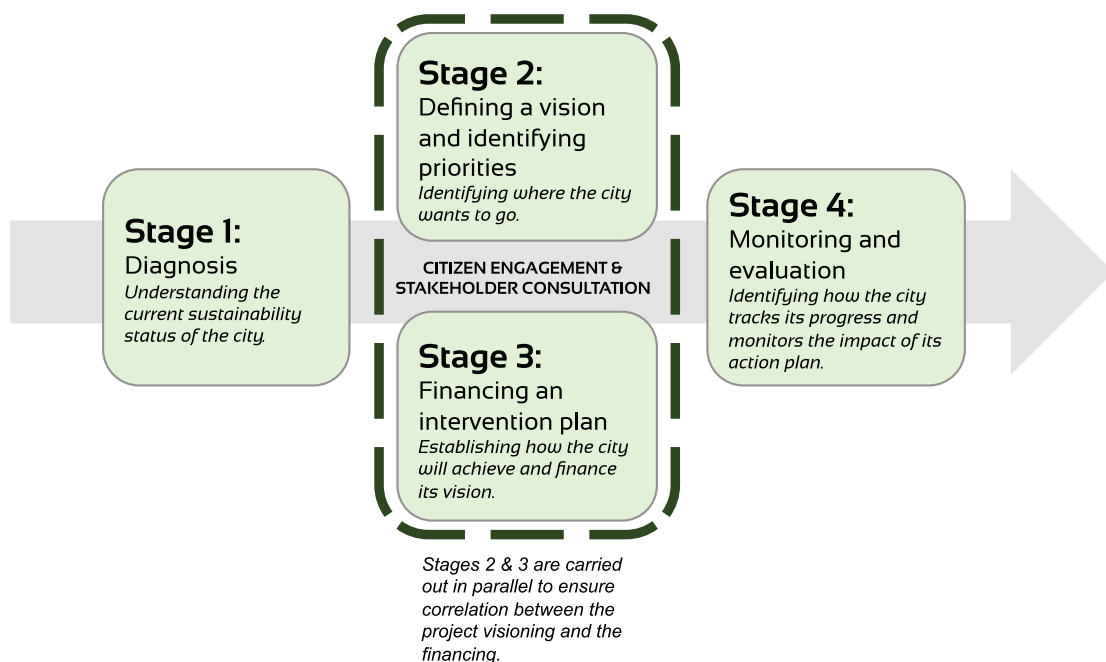 Stage 1:
Diagnosis
Understanding the
current sustainability
status of the city.
Stage 2:
Defining a vision
and identifying
priorities
Identifying where the city
wants to go.
CITIZEN ENGAGEMENT &
STAKEHOLDER CONSULTATION
Stage 3:
Financing an
intervention plan
Establishing how the city
will achieve and finance
its vision.
Stages 2 & 3 are carried
out in parallel to ensure
correlation between the
project visioning and the
financing.
Stage 4:
Monitoring and
evaluation
Identifying how the city
tracks its progress and
monitors the impact of its
action plan.